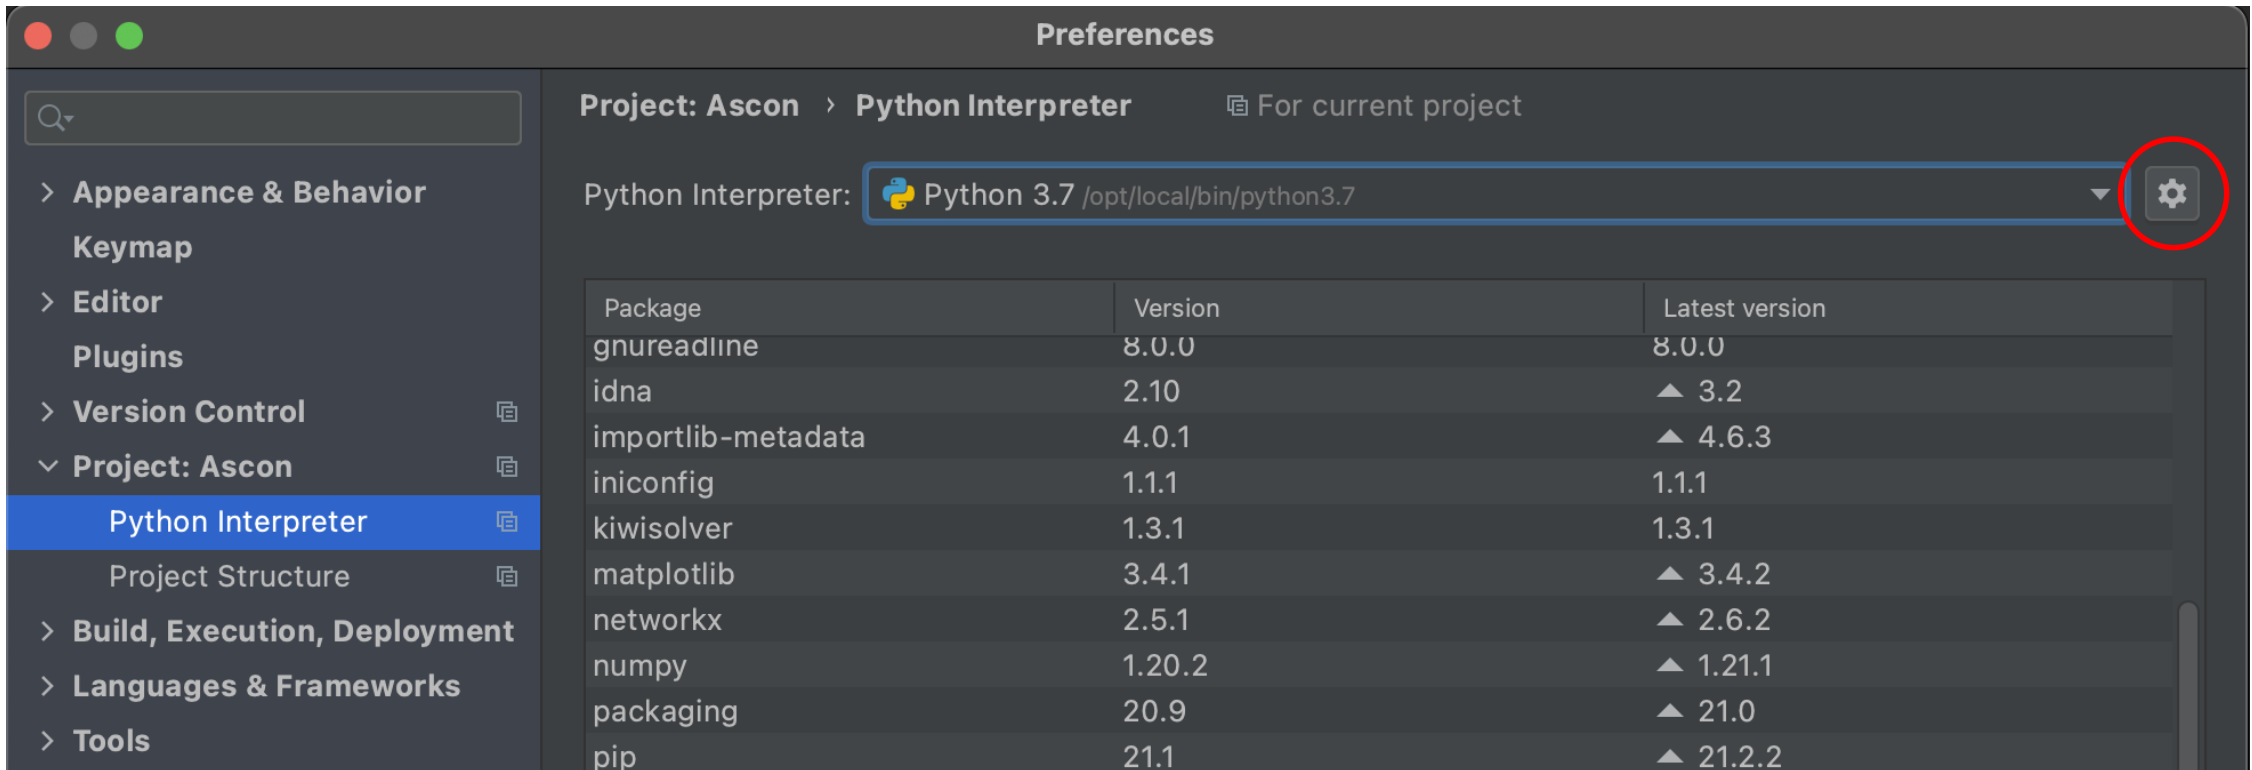 Preferences
Project: Ascon › Python Interpreter For current project
Python Interpreter: Python 3.7 /opt/local/bin/python3.7
Appearance & Behavior
Keymap
Editor
Plugins
Version Control
Project: Ascon
Python Interpreter
Project Structure
Build, Execution, Deployment
Languages & Frameworks
Tools
Package Version Latest version
gnureadline 8.0.0 8.0.0
idna 2.10 3.2
importlib-metadata 4.0.1 4.6.3
iniconfig 1.1.1 1.1.1
kiwisolver 1.3.1 1.3.1
matplotlib 3.4.1 3.4.2
networkx 2.5.1 2.6.2
numpy 1.20.2 1.21.1
packaging 20.9 21.0
pip 21.1 21.2.2